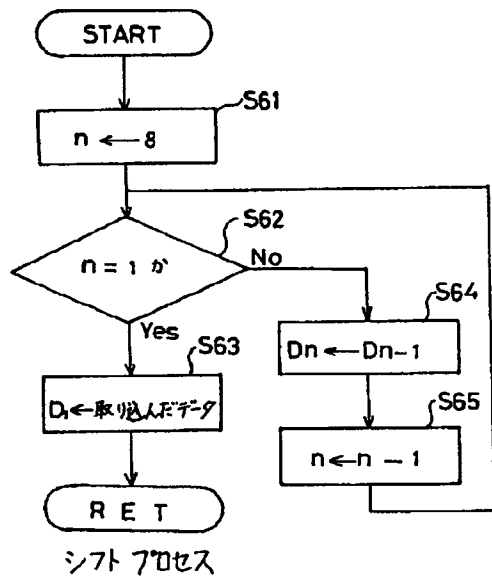 START
S61
n ← 8
S62
n = 1 か
No
Yes
S63
D₁←取り込んだデータ
S64
Dn ← Dn-1
S65
n ← n - 1
RET
シフト プロセス